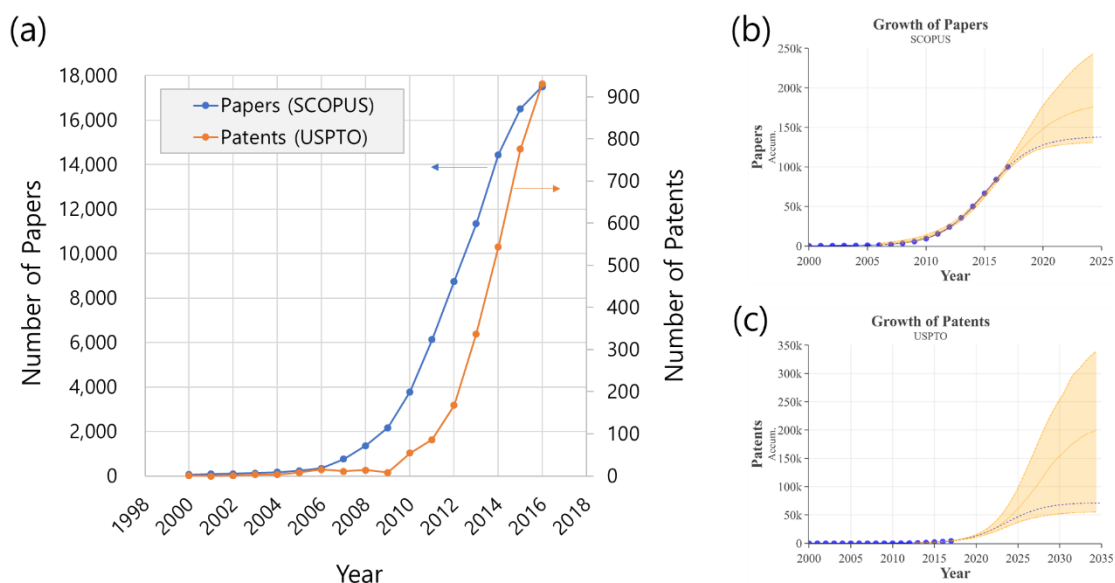 (a)
18,000
16,000
14,000
12,000
10,000
8,000
6,000
4,000
2,000
0
Number of Papers
Papers (SCOPUS)
Patents (USPTO)
900
800
700
600
500
400
300
200
100
0
Number of Patents
1998
2000
2002
2004
2006
2008
2010
2012
2014
2016
2018
Year
(b)
Growth of Papers
SCOPUS
250k
200k
150k
100k
50k
0
Papers
Accum.
2000 2005 2010 2015 2020 2025
Year
(c)
Growth of Patents
USPTO
350k
300k
250k
200k
150k
100k
50k
0
Patents
Accum.
2000 2005 2010 2015 2020 2025 2030 2035
Year